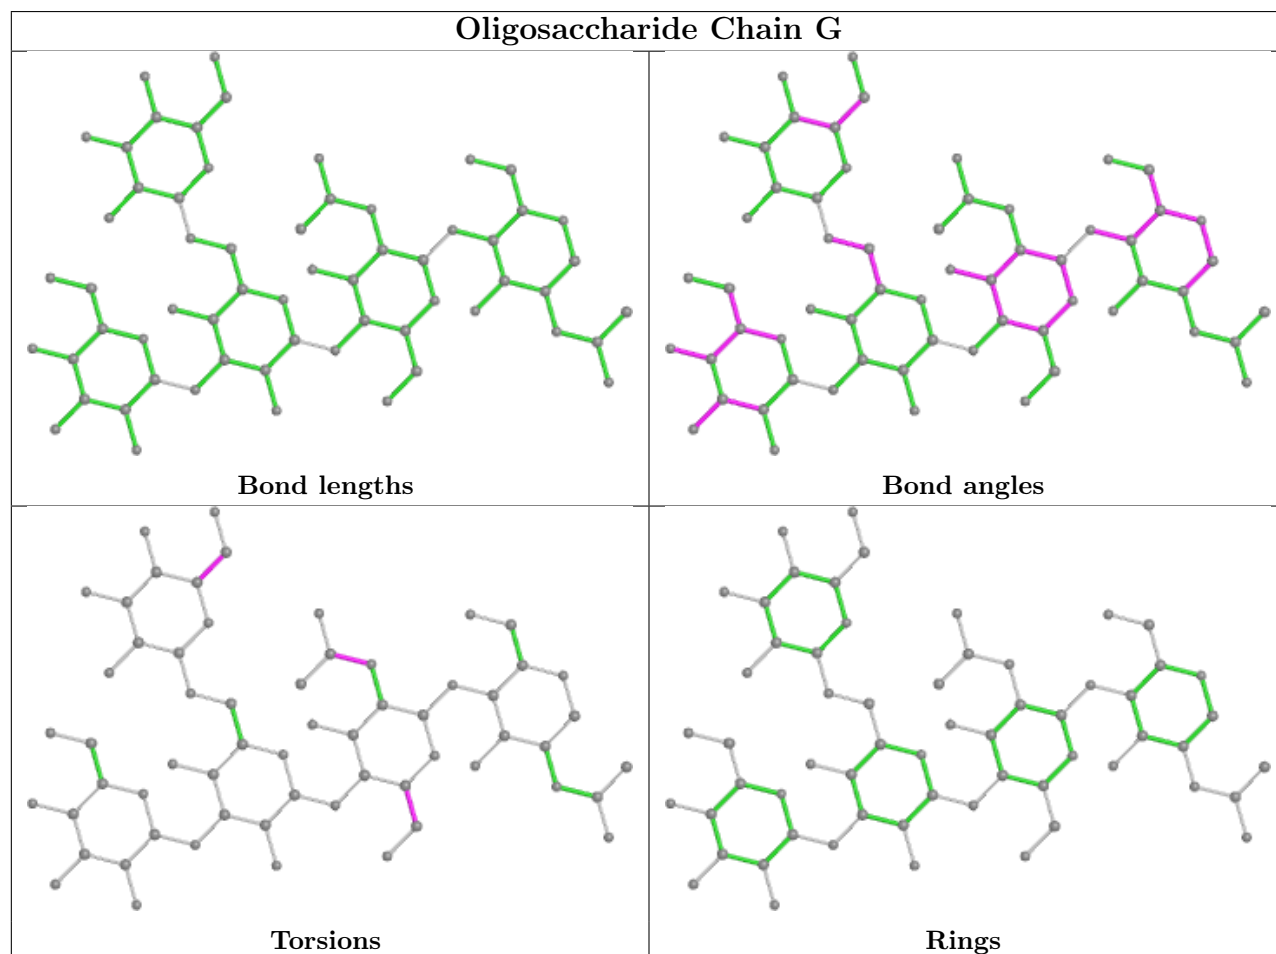 Oligosaccharide Chain G
Bond lengths
Bond angles
Torsions
Rings